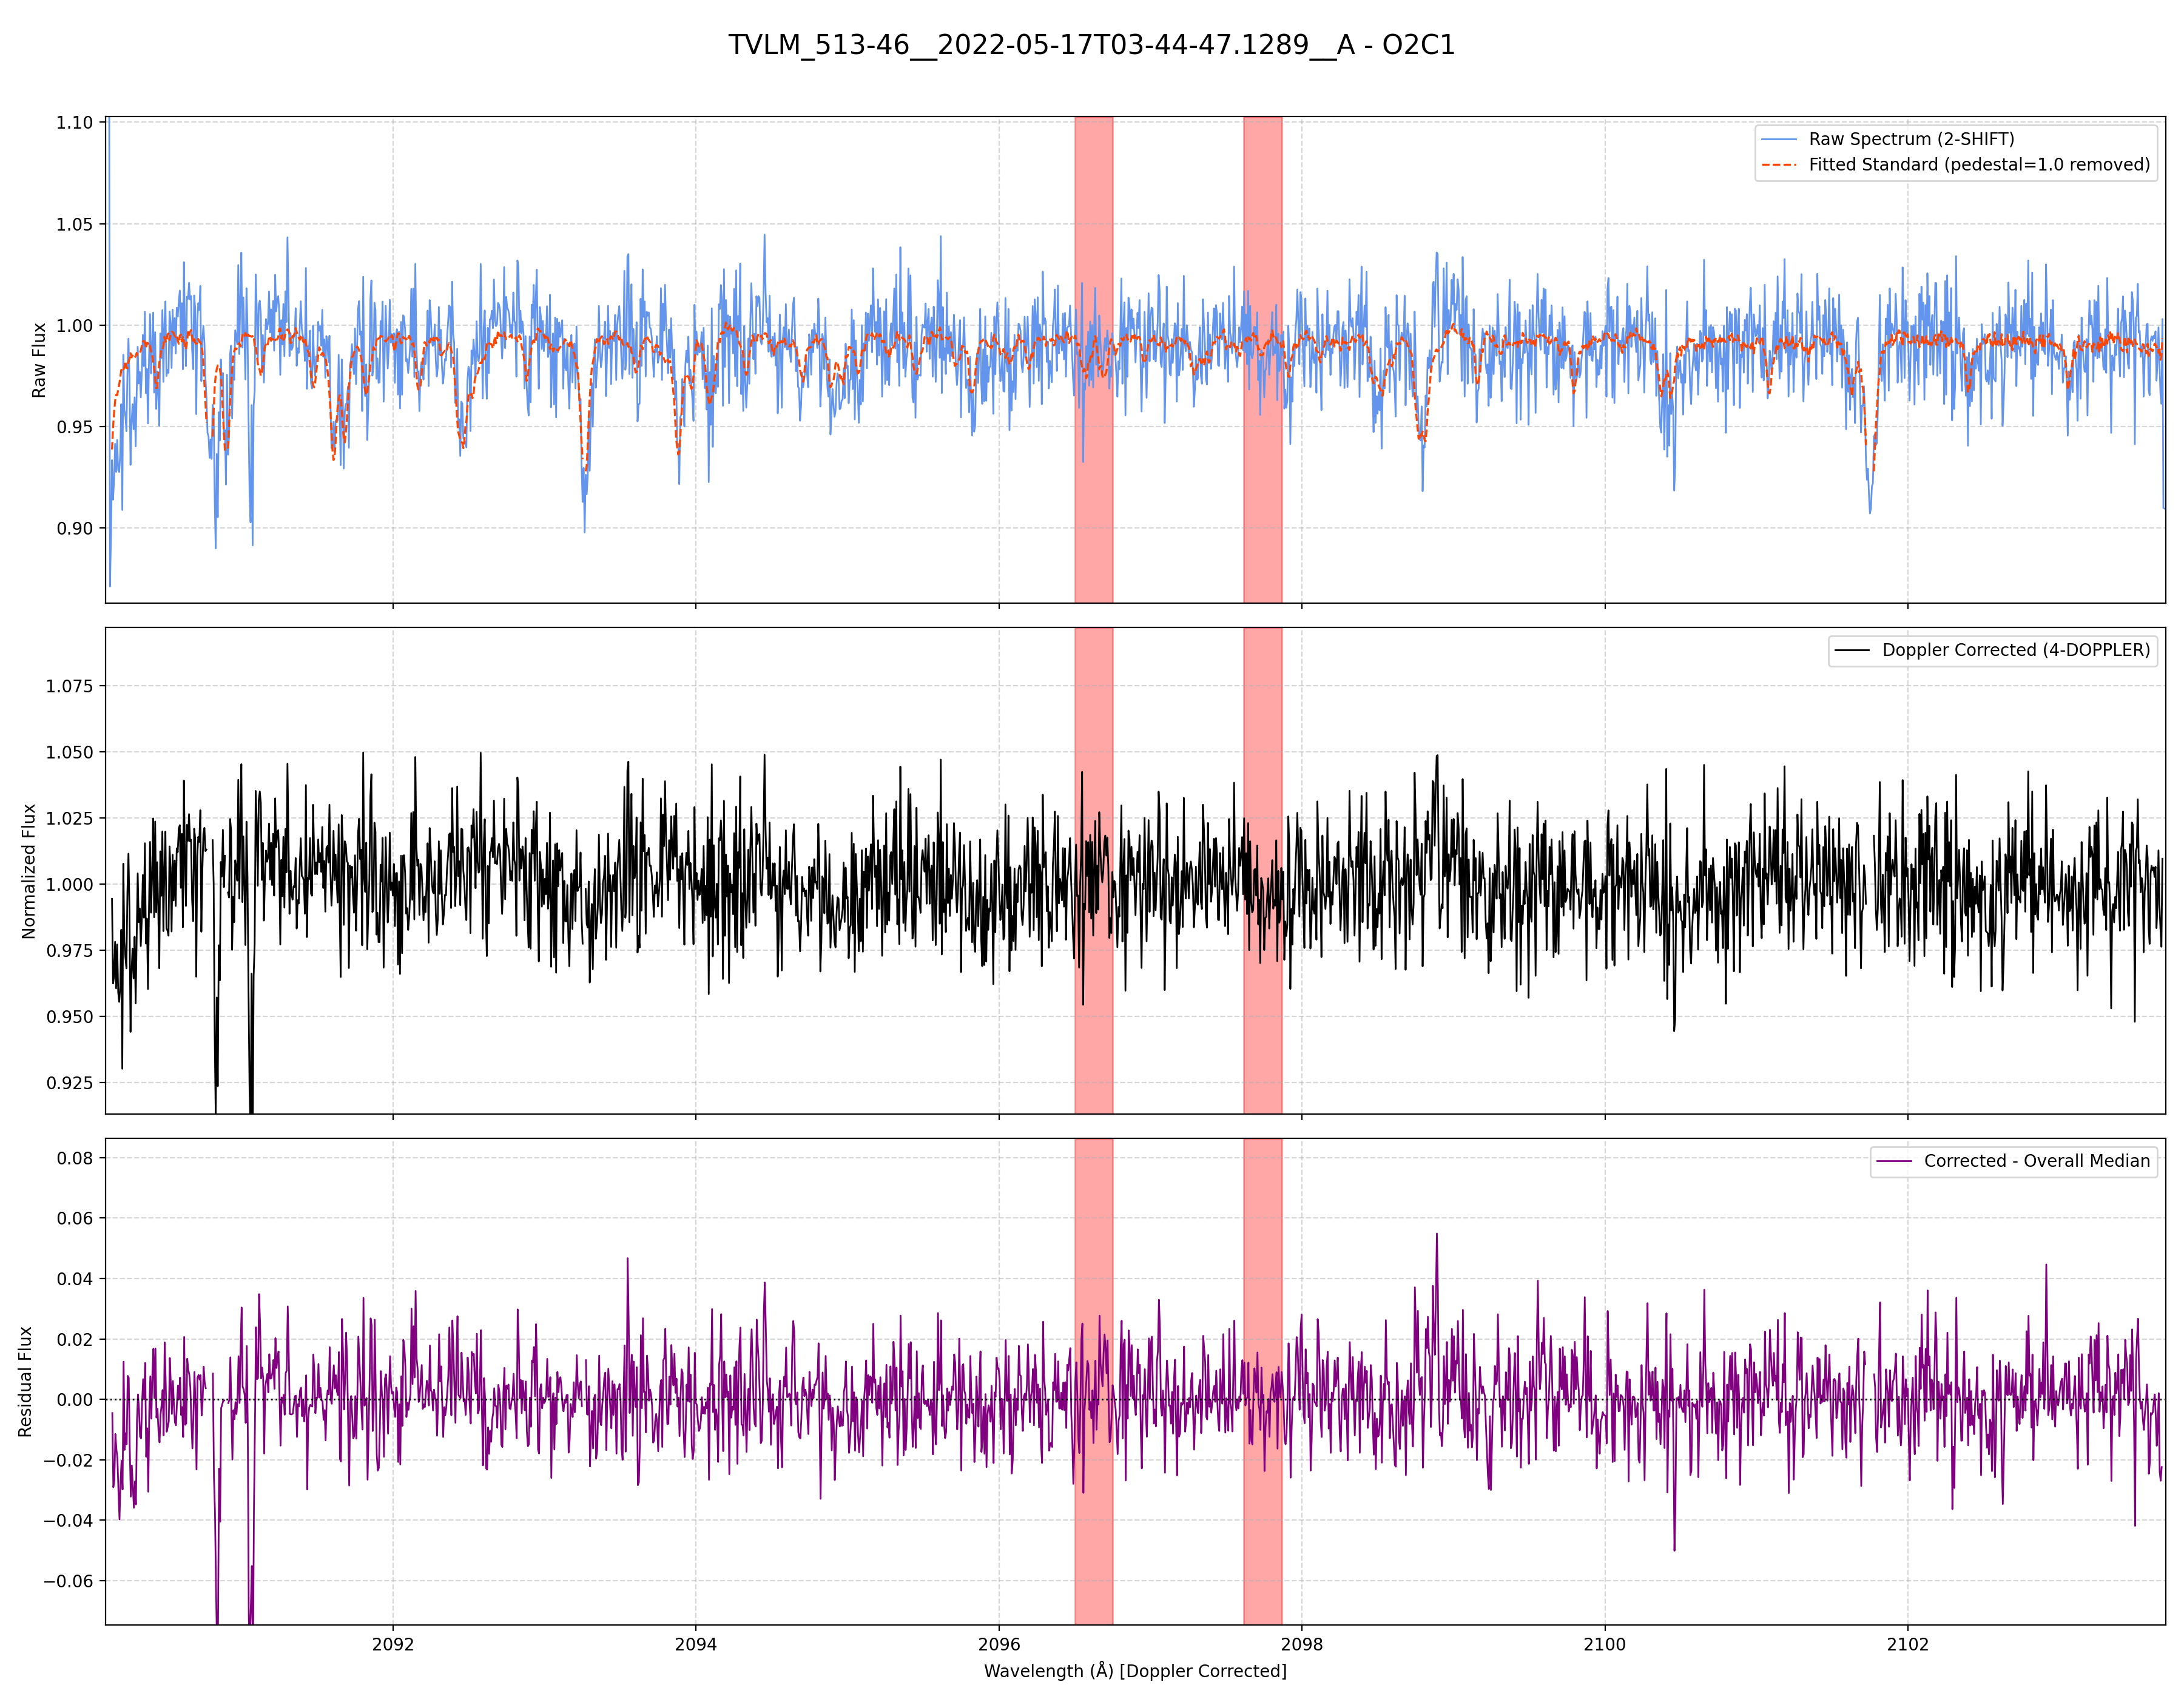 TVLM_513-46__2022-05-17T03-44-47.1289__A - O2C1
1.10
1.05
1.00
0.95
0.90
Raw Flux
Raw Spectrum (2-SHIFT)
Fitted Standard (pedestal=1.0 removed)
1.075
1.050
1.025
1.000
0.975
0.950
0.925
Normalized Flux
Doppler Corrected (4-DOPPLER)
0.08
0.06
0.04
0.02
0.00
−0.02
−0.04
−0.06
Residual Flux
Corrected - Overall Median
2092
2094
2096
2098
2100
2102
Wavelength (Å) [Doppler Corrected]